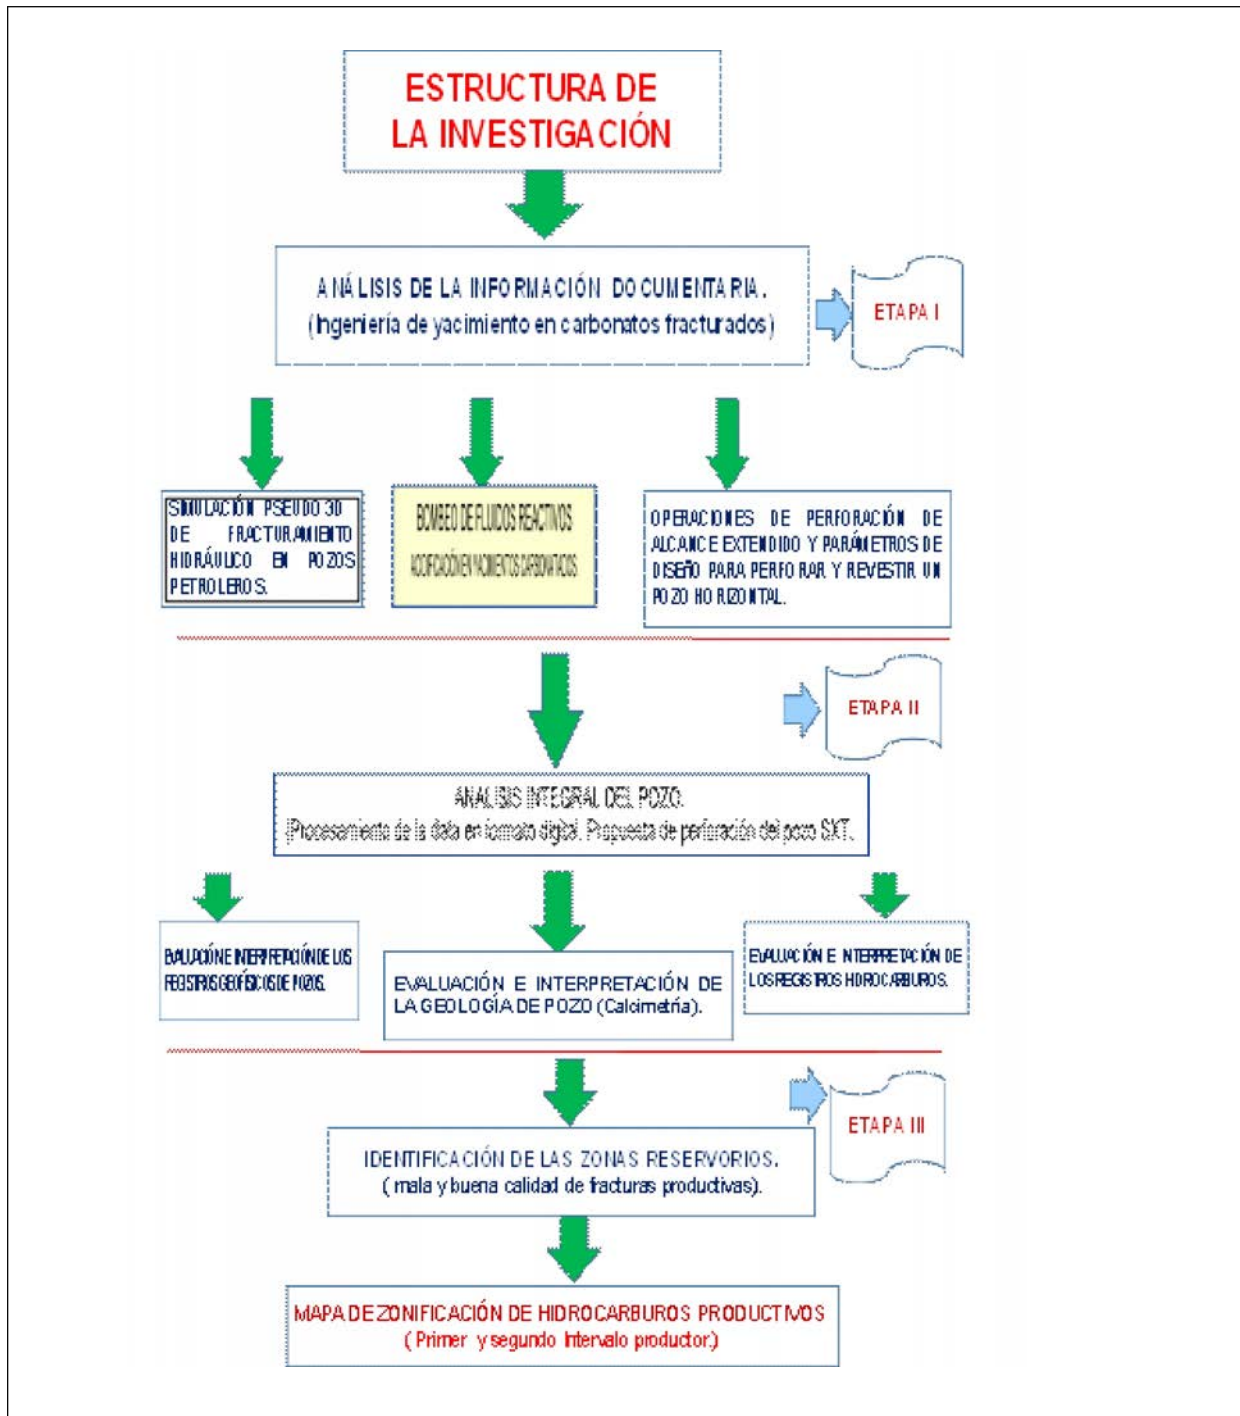 ESTRUCTURA DE
LA INVESTIGACIÓN
ANÁLISIS DE LA INFORMACIÓN DOCUMENTARIA.
(Ingeniería de yacimiento en carbonatos fracturados)
ETAPA I
SIMULACIÓN PSEUDO 3D
DE FRACTURAMIENTO
HIDRÁULICO EN POZOS
PETROLEROS.
BOMBEO DE FLUIDOS REACTIVOS
ACIDIFICACIÓN EN YACIMIENTOS CARBONATADOS
OPERACIONES DE PERFORACIÓN DE
ALCANCE EXTENDIDO Y PARÁMETROS DE
DISEÑO PARA PERFORAR Y REVESTIR UN
POZO HORIZONTAL.
ETAPA II
ANALISIS INTEGRAL DEL POZO.
(Procesamiento de la data en formato digital. Propuesta de perforación del pozo SXT.
EVALUACIÓN E INTERPRETACIÓN DE LOS
REGISTROS GEOFÍSICOS DE POZOS.
EVALUACIÓN E INTERPRETACIÓN DE
LA GEOLOGÍA DE POZO (Calcimetría).
EVALUACIÓN E INTERPRETACIÓN DE
LOS REGISTROS HIDROCARBUROS.
ETAPA III
IDENTIFICACIÓN DE LAS ZONAS RESERVORIOS.
( mala y buena calidad de fracturas productivas).
MAPA DE ZONIFICACIÓN DE HIDROCARBUROS PRODUCTIVOS
( Primer y segundo Intervalo productor.)